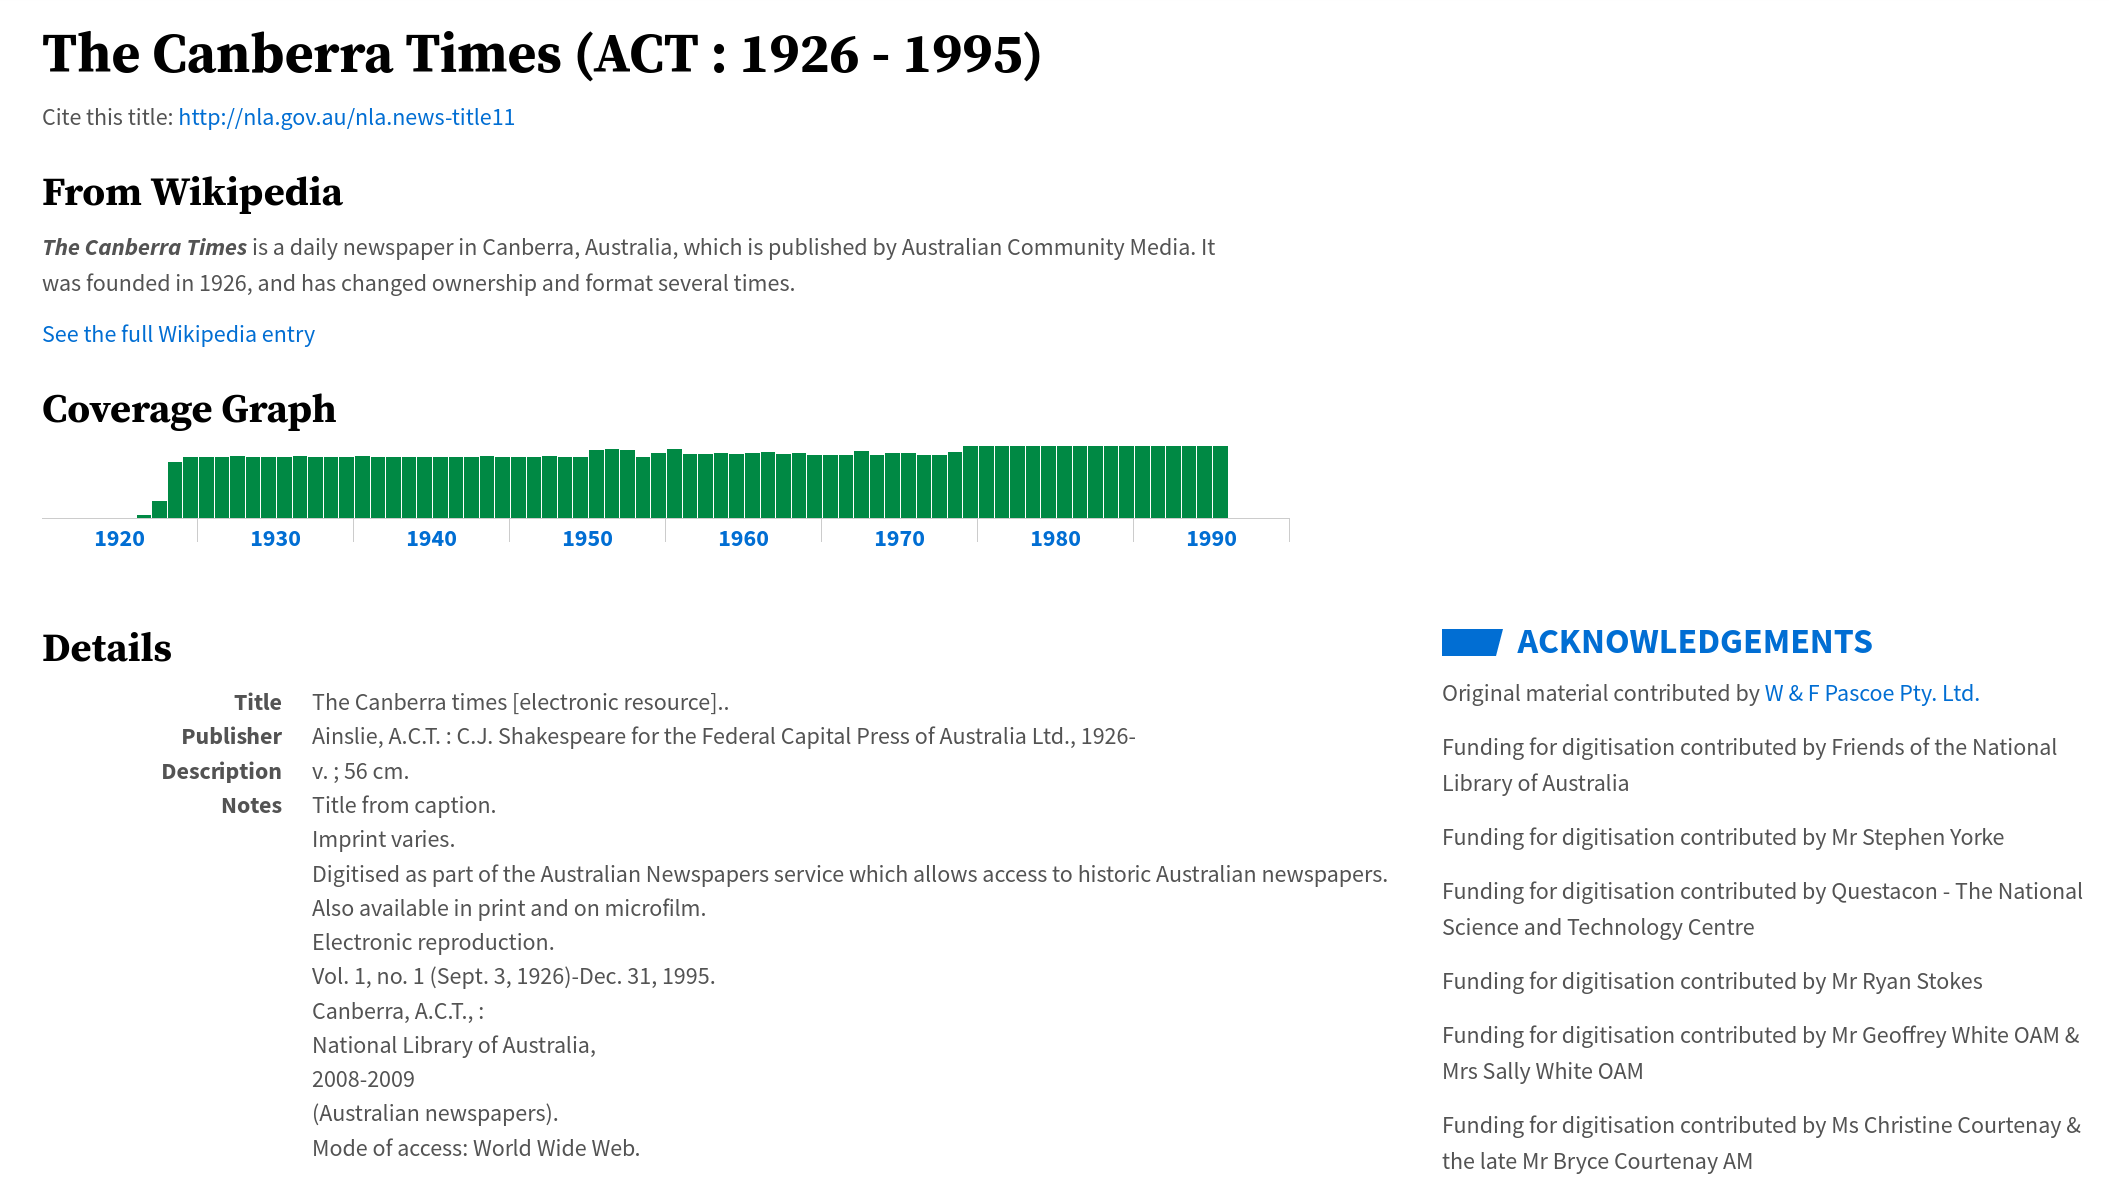 The Canberra Times (ACT : 1926 - 1995)
Cite this title: http://nla.gov.au/nla.news-title11
From Wikipedia
The Canberra Times is a daily newspaper in Canberra, Australia, which is published by Australian Community Media. It
was founded in 1926, and has changed ownership and format several times.
See the full Wikipedia entry
Coverage Graph
1920 1930 1940 1950 1960 1970 1980 1990
Details
Title The Canberra times [electronic resource]..
Publisher Ainslie, A.C.T. : C.J. Shakespeare for the Federal Capital Press of Australia Ltd., 1926-
Description v. ; 56 cm.
Notes Title from caption.
Imprint varies.
Digitised as part of the Australian Newspapers service which allows access to historic Australian newspapers.
Also available in print and on microfilm.
Electronic reproduction.
Vol. 1, no. 1 (Sept. 3, 1926)-Dec. 31, 1995.
Canberra, A.C.T., :
National Library of Australia,
2008-2009
(Australian newspapers).
Mode of access: World Wide Web.
ACKNOWLEDGEMENTS
Original material contributed by W & F Pascoe Pty. Ltd.
Funding for digitisation contributed by Friends of the National
Library of Australia
Funding for digitisation contributed by Mr Stephen Yorke
Funding for digitisation contributed by Questacon - The National
Science and Technology Centre
Funding for digitisation contributed by Mr Ryan Stokes
Funding for digitisation contributed by Mr Geoffrey White OAM &
Mrs Sally White OAM
Funding for digitisation contributed by Ms Christine Courtenay &
the late Mr Bryce Courtenay AM